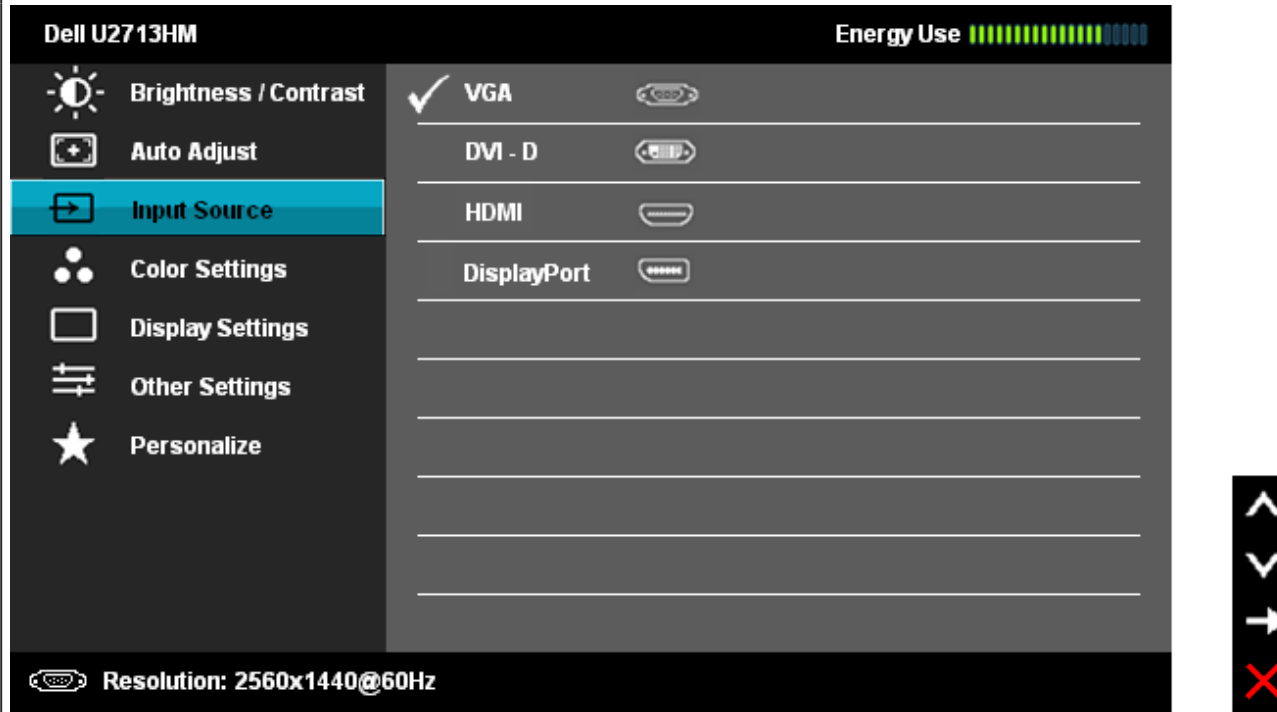 Dell U2713HM Energy Use
Brightness / Contrast VGA
Auto Adjust DVI - D
Input Source HDMI
Color Settings DisplayPort
Display Settings
Other Settings
Personalize
Resolution: 2560x1440@60Hz